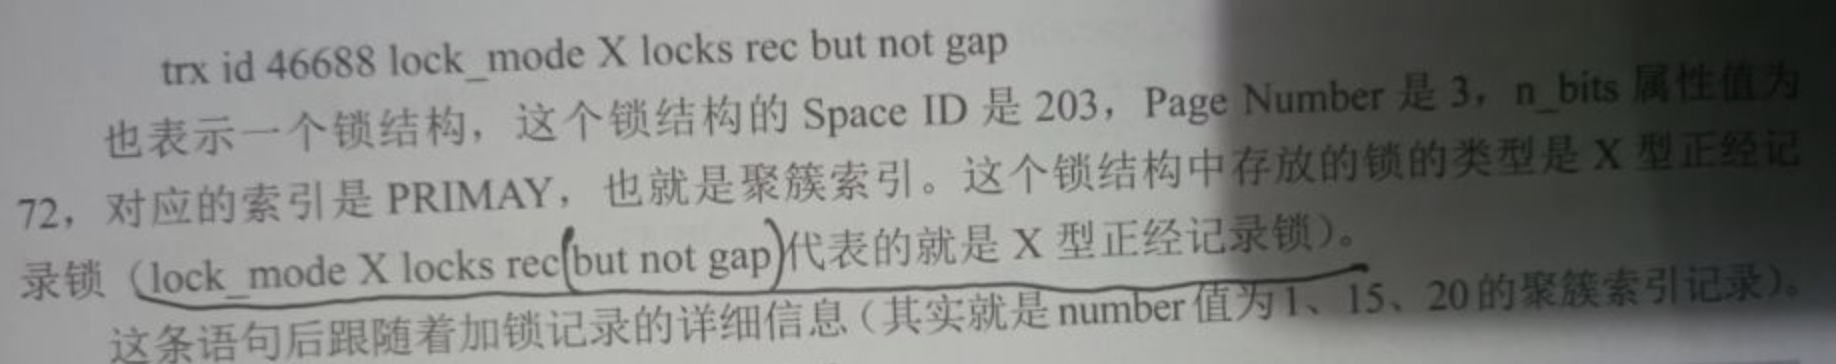 trx id 46688 lock_mode X locks rec but not gap
也表示一个锁结构，这个锁结构的 Space ID 是 203，Page Number 是 3，n_bits 属性值为
72，对应的索引是 PRIMAY，也就是聚簇索引。这个锁结构中存放的锁的类型是 X 型正经记
录锁（lock_mode X locks rec but not gap 代表的就是 X 型正经记录锁）。
这条语句后跟随着加锁记录的详细信息（其实就是 number 值为 1、15、20 的聚簇索引记录）。